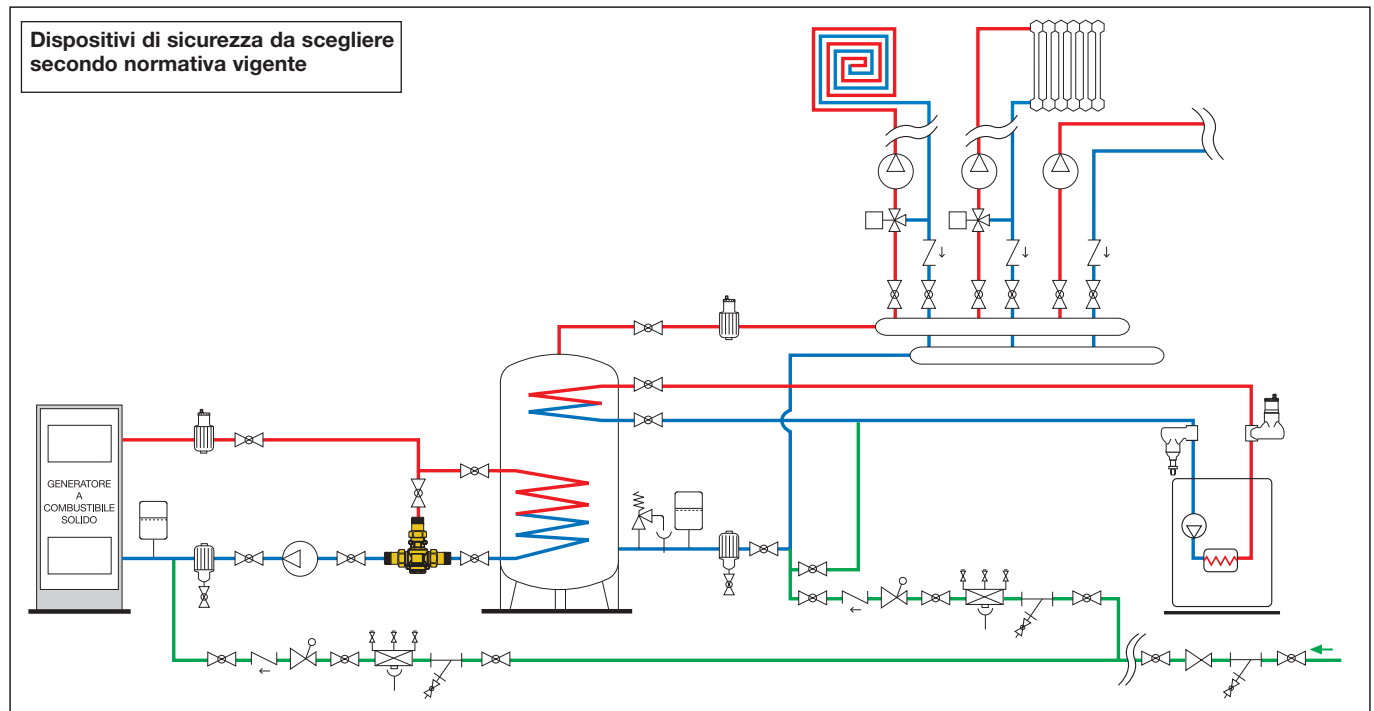 Dispositivi di sicurezza da scegliere
secondo normativa vigente
GENERATORE
A
COMBUSTIBILE
SOLIDO